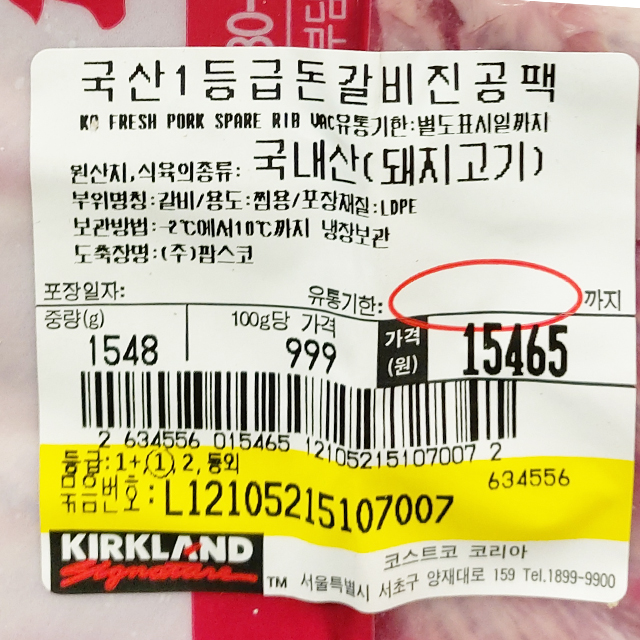 국산1등급돈갈비진공팩
KO FRESH PORK SPARE RIB VAC유통기한:별도표시일까지
원산지,식육의종류: 국내산(돼지고기)
부위명칭:갈비/용도:찜용/포장재질:LDPE
보관방법:-2℃에서10℃까지 냉장보관
도축장명:(주)팜스코
포장일자: 유통기한: 까지
중량(g) 100g당 가격 가격(원)
1548 999 15465
2 634556 015465 12105215107007 2
등급:1+,1,2,등외 634556
묶음번호:L12105215107007
KIRKLAND
Signature TM
코스트코 코리아
서울특별시 서초구 양재대로 159 Tel.1899-9900